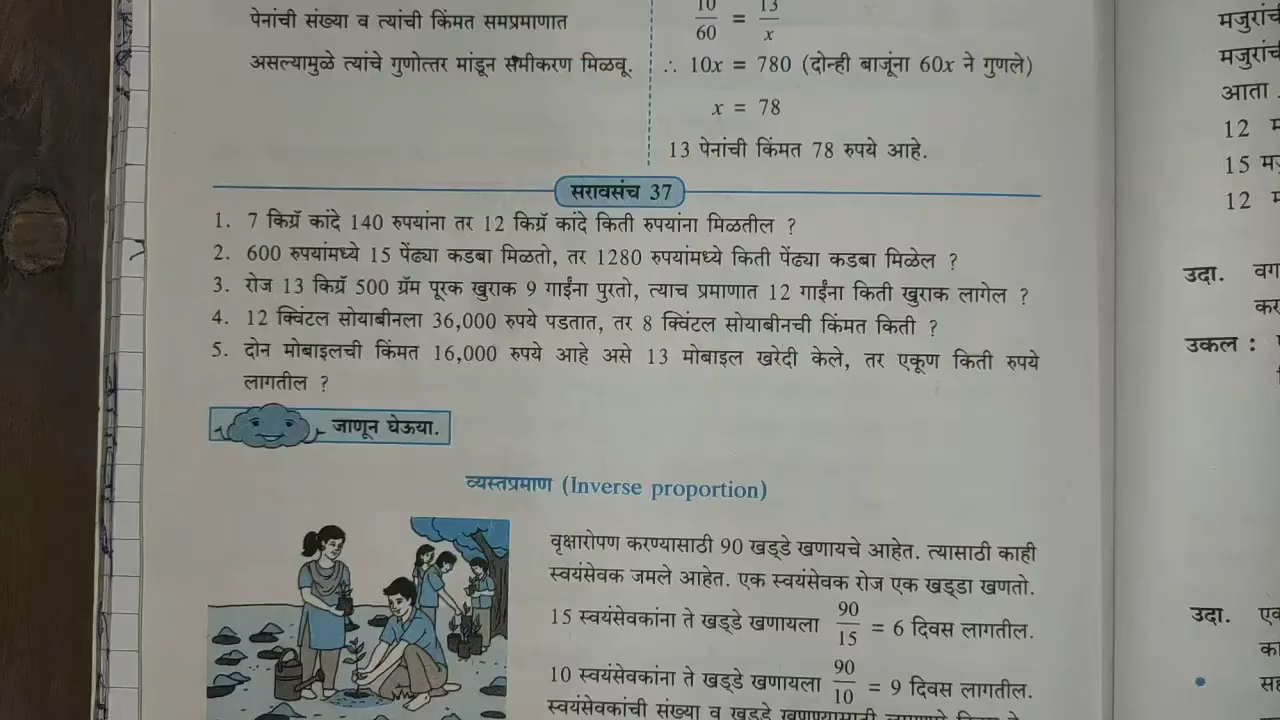 पेनांची संख्या व त्यांची किंमत समप्रमाणात
असल्यामुळे त्यांचे गुणोत्तर मांडून समीकरण मिळवू.
10/60 = 13/x
∴ 10x = 780 (दोन्ही बाजूंना 60x ने गुणले)
x = 78
13 पेनांची किंमत 78 रुपये आहे.
सरावसंच 37
1. 7 किग्रॅ कांदे 140 रुपयांना तर 12 किग्रॅ कांदे किती रुपयांना मिळतील ?
2. 600 रुपयांमध्ये 15 पेंढ्या कडबा मिळतो, तर 1280 रुपयांमध्ये किती पेंढ्या कडबा मिळेल ?
3. रोज 13 किग्रॅ 500 ग्रॅम पूरक खुराक 9 गाईंना पुरतो, त्याच प्रमाणात 12 गाईंना किती खुराक लागेल ?
4. 12 क्विंटल सोयाबीनला 36,000 रुपये पडतात, तर 8 क्विंटल सोयाबीनची किंमत किती ?
5. दोन मोबाइलची किंमत 16,000 रुपये आहे असे 13 मोबाइल खरेदी केले, तर एकूण किती रुपये
लागतील ?
जाणून घेऊया.
व्यस्तप्रमाण (Inverse proportion)
वृक्षारोपण करण्यासाठी 90 खड्डे खणायचे आहेत. त्यासाठी काही
स्वयंसेवक जमले आहेत. एक स्वयंसेवक रोज एक खड्डा खणतो.
15 स्वयंसेवकांना ते खड्डे खणायला 90/15 = 6 दिवस लागतील.
10 स्वयंसेवकांना ते खड्डे खणायला 90/10 = 9 दिवस लागतील.
स्वयंसेवकांची संख्या व खड्डे
आता
12
15
12
उदा.
उकल :
उदा.